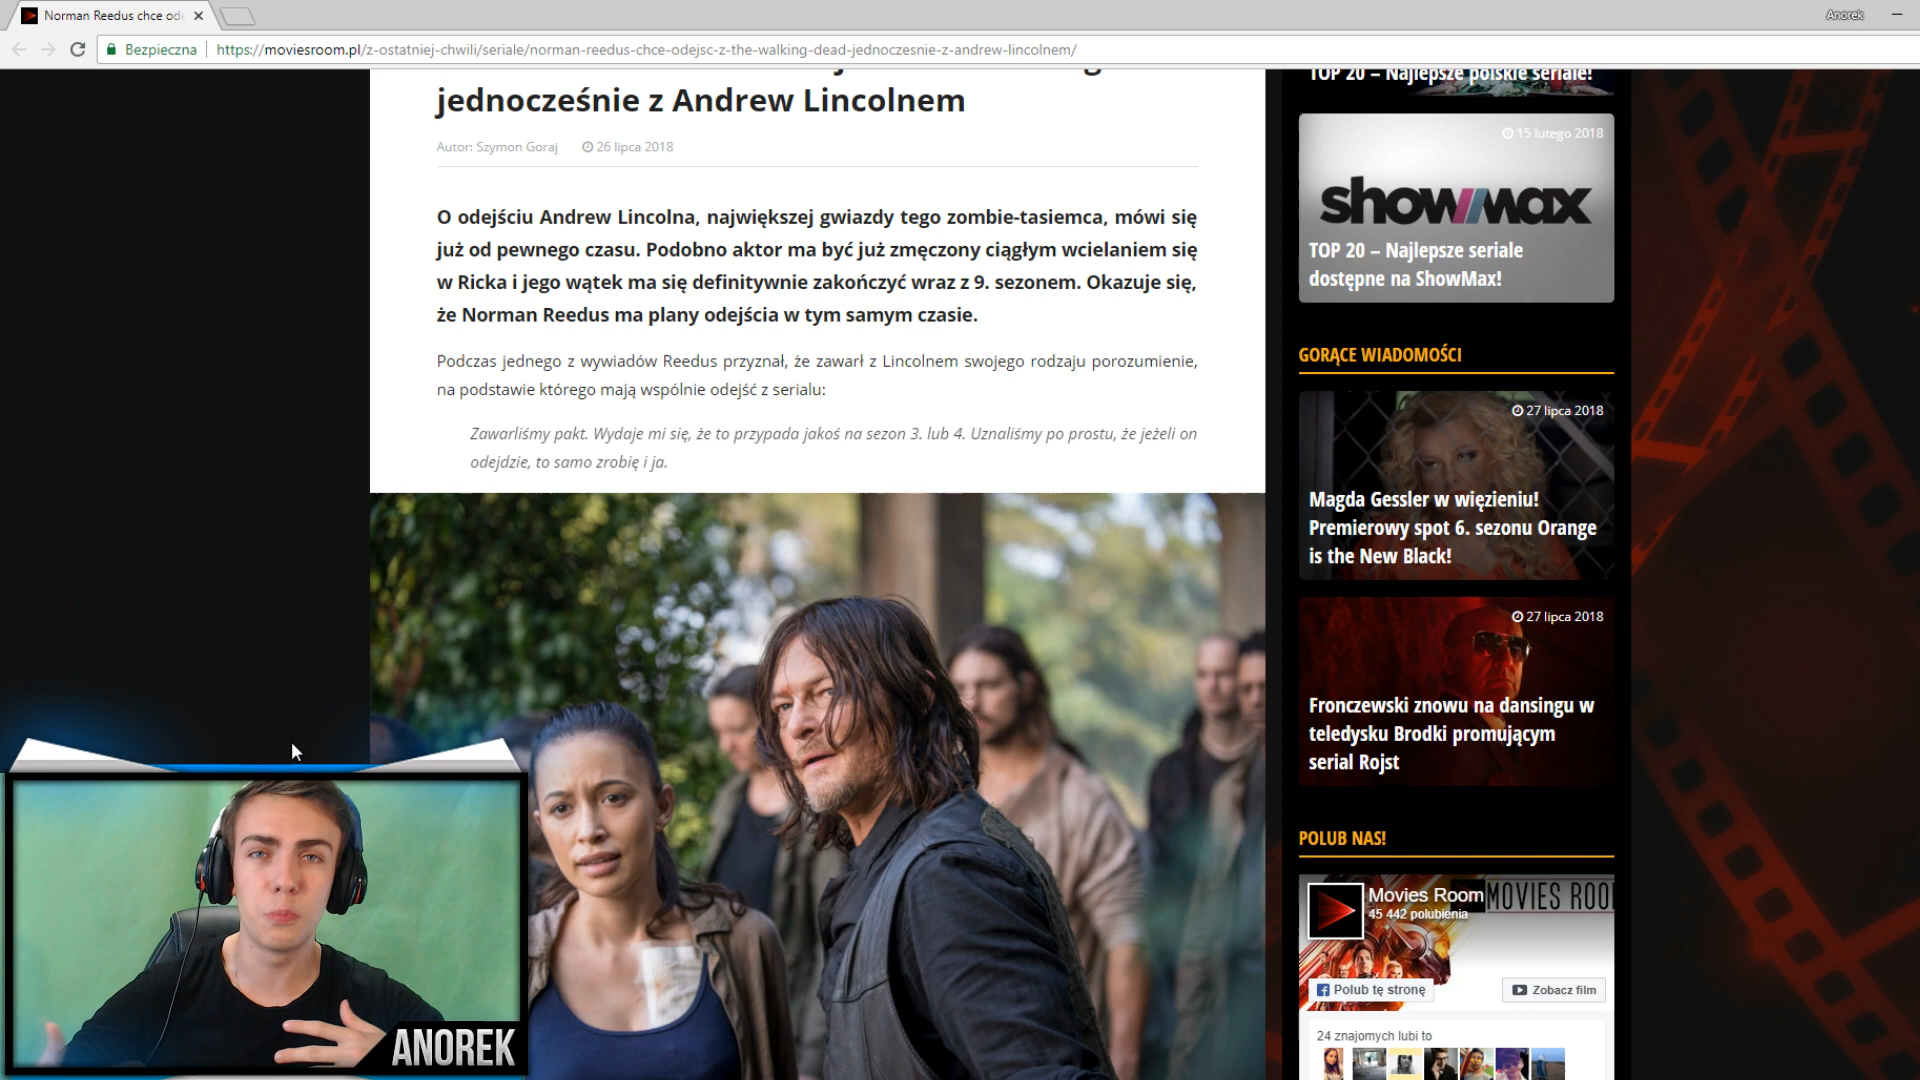 Norman Reedus chce ode
Anorek
Bezpieczna
https://moviesroom.pl/z-ostatniej-chwili/seriale/norman-reedus-chce-odejsc-z-the-walking-dead-jednoczesnie-z-andrew-lincolnem/
jednocześnie z Andrew Lincolnem
Autor: Szymon Goraj 26 lipca 2018
O odejściu Andrew Lincolna, największej gwiazdy tego zombie-tasiemca, mówi się
już od pewnego czasu. Podobno aktor ma być już zmęczony ciągłym wcielaniem się
w Ricka i jego wątek ma się definitywnie zakończyć wraz z 9. sezonem. Okazuje się,
że Norman Reedus ma plany odejścia w tym samym czasie.
Podczas jednego z wywiadów Reedus przyznał, że zawarł z Lincolnem swojego rodzaju porozumienie,
na podstawie którego mają wspólnie odejść z serialu:
Zawarliśmy pakt. Wydaje mi się, że to przypada jakoś na sezon 3. lub 4. Uznaliśmy po prostu, że jeżeli on
odejdzie, to samo zrobię i ja.
ANOREK
TOP 20 – Najlepsze polskie seriale!
15 lutego 2018
showmax
TOP 20 – Najlepsze seriale
dostępne na ShowMax!
GORĄCE WIADOMOŚCI
27 lipca 2018
Magda Gessler w więzieniu!
Premierowy spot 6. sezonu Orange
is the New Black!
27 lipca 2018
Fronczewski znowu na dansingu w
teledysku Brodki promującym
serial Rojst
POLUB NAS!
Movies Room
45 442 polubienia
MOVIES ROO
Polub tę stronę
Zobacz film
24 znajomych lubi to